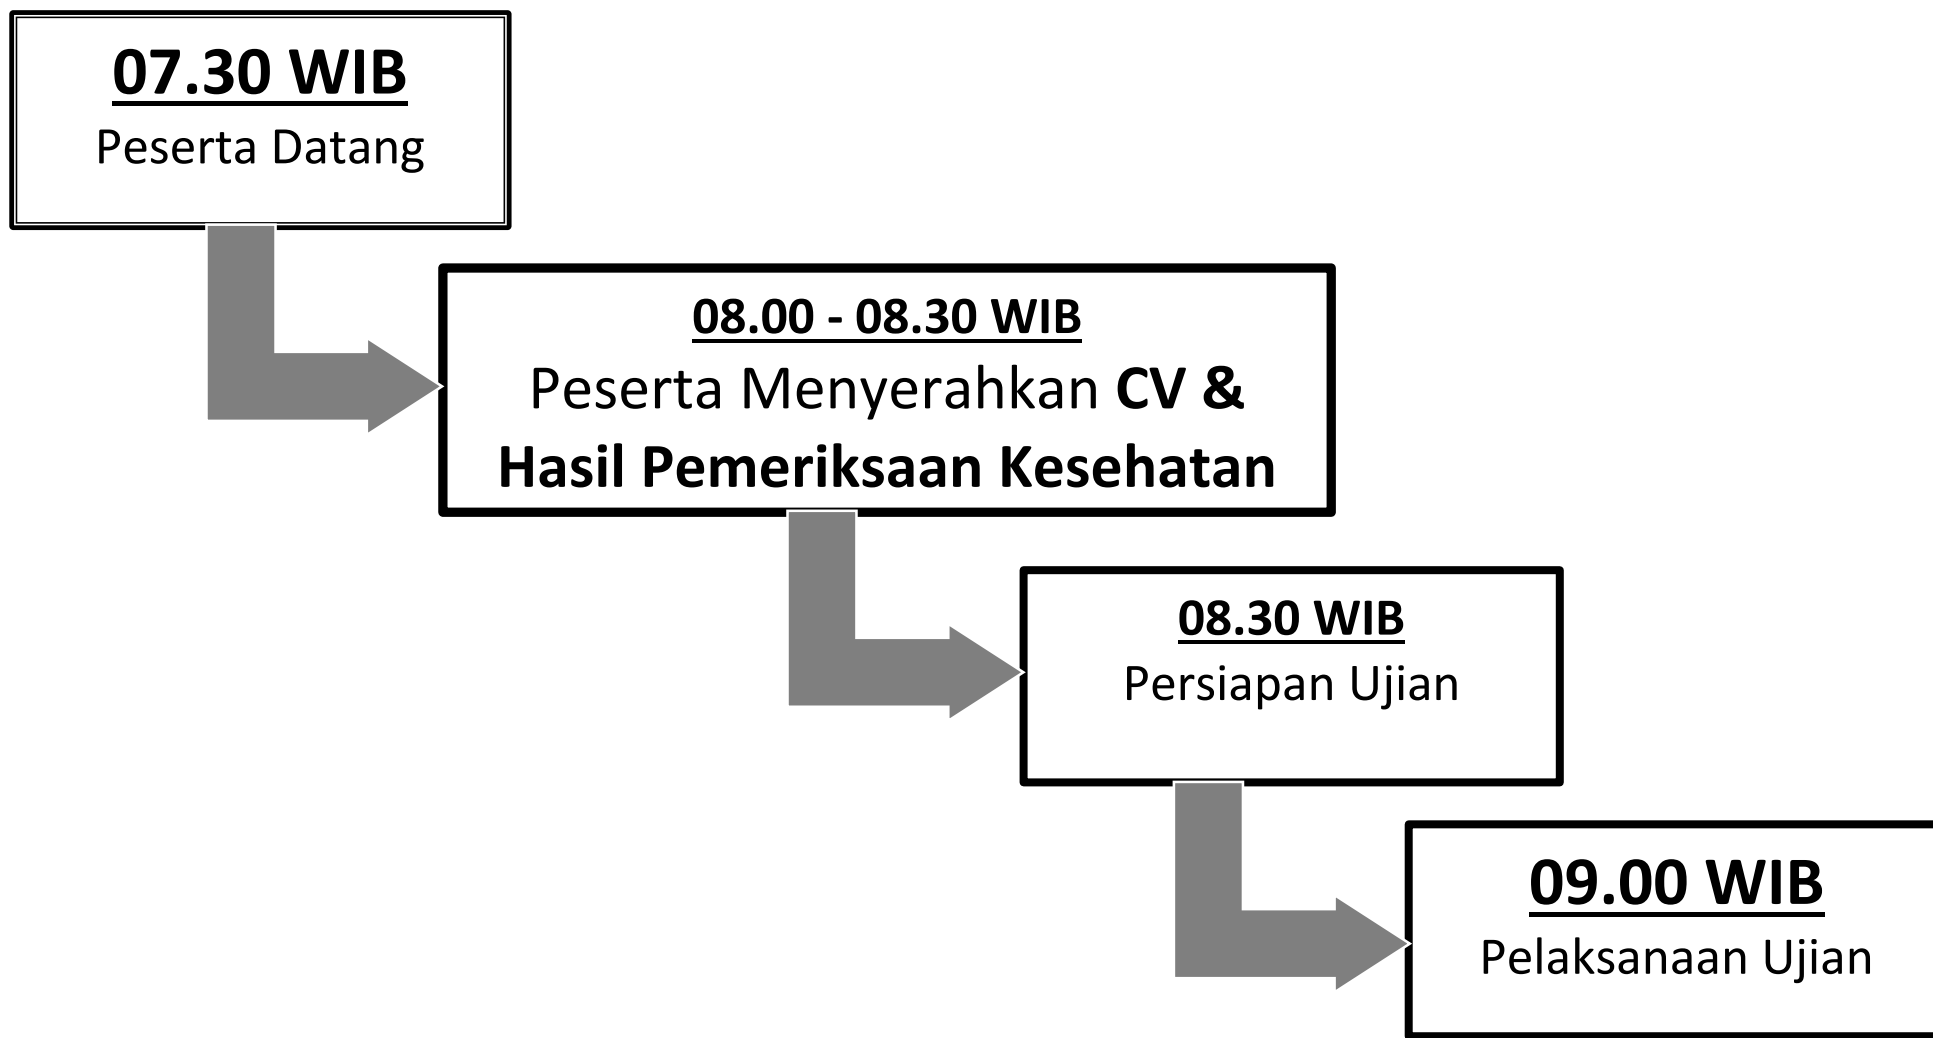 07.30 WIB
Peserta Datang
08.00 - 08.30 WIB
Peserta Menyerahkan CV &
Hasil Pemeriksaan Kesehatan
08.30 WIB
Persiapan Ujian
09.00 WIB
Pelaksanaan Ujian